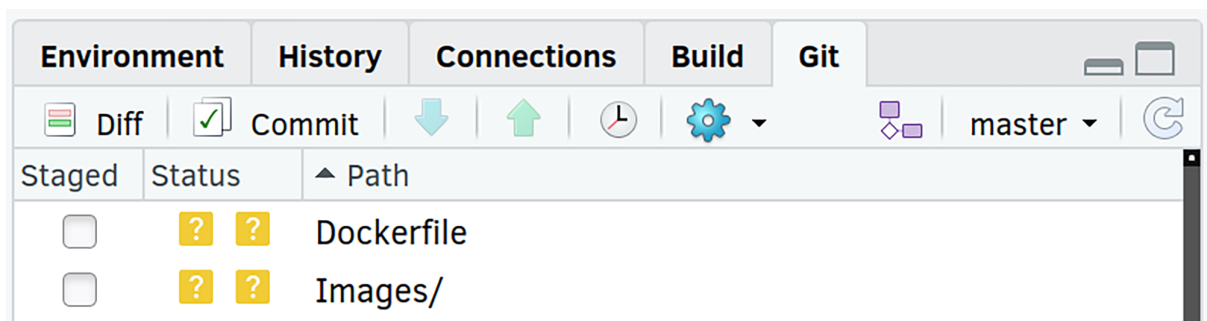 Environment History Connections Build Git
Diff Commit master
Staged Status Path
? ? Dockerfile
? ? Images/